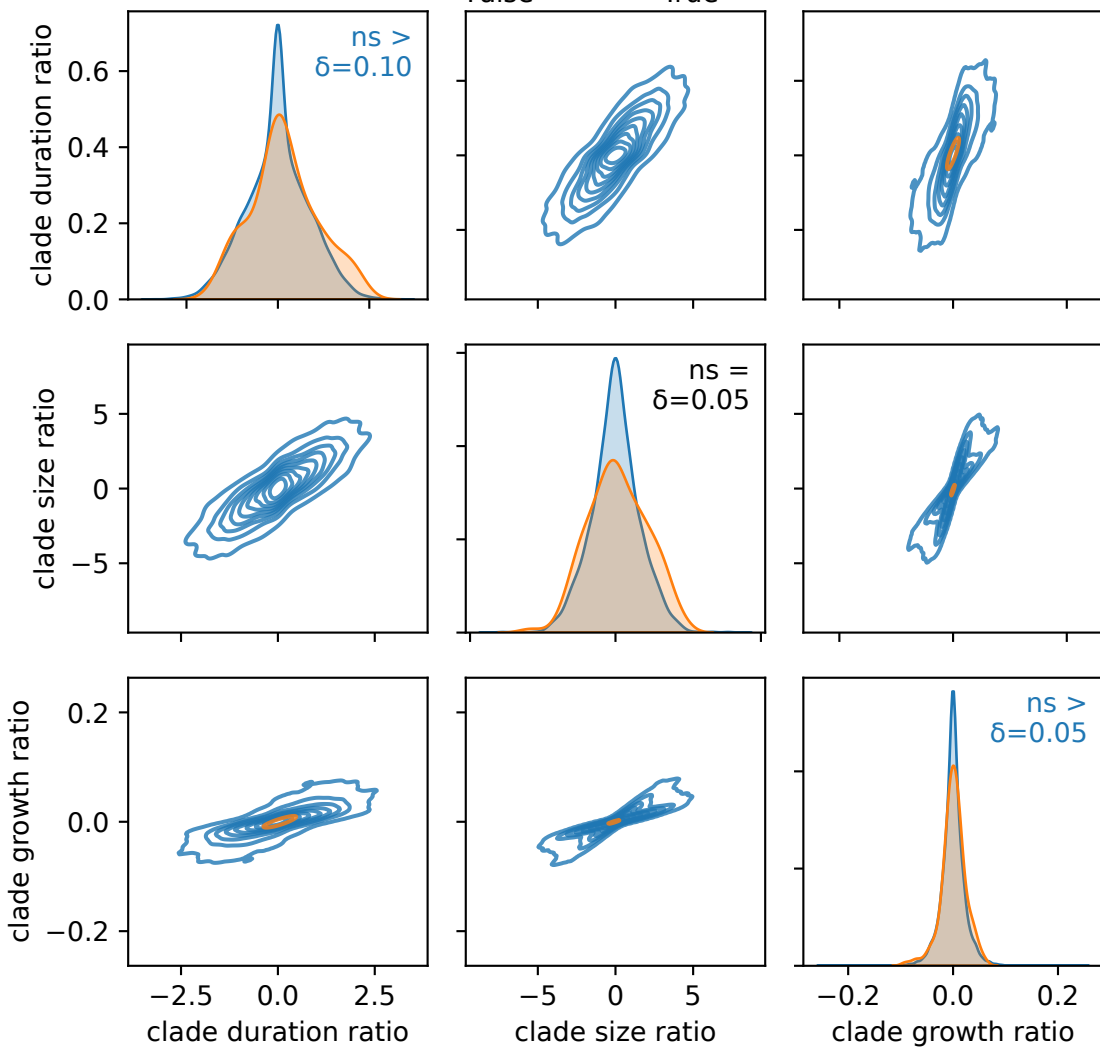 clade duration ratio
0.6
0.4
0.2
0.0
ns >
δ=0.10
clade size ratio
5
0
−5
ns =
δ=0.05
clade growth ratio
0.2
0.0
−0.2
ns >
δ=0.05
−2.5 0.0 2.5
−5 0 5
−0.2 0.0 0.2
clade duration ratio
clade size ratio
clade growth ratio